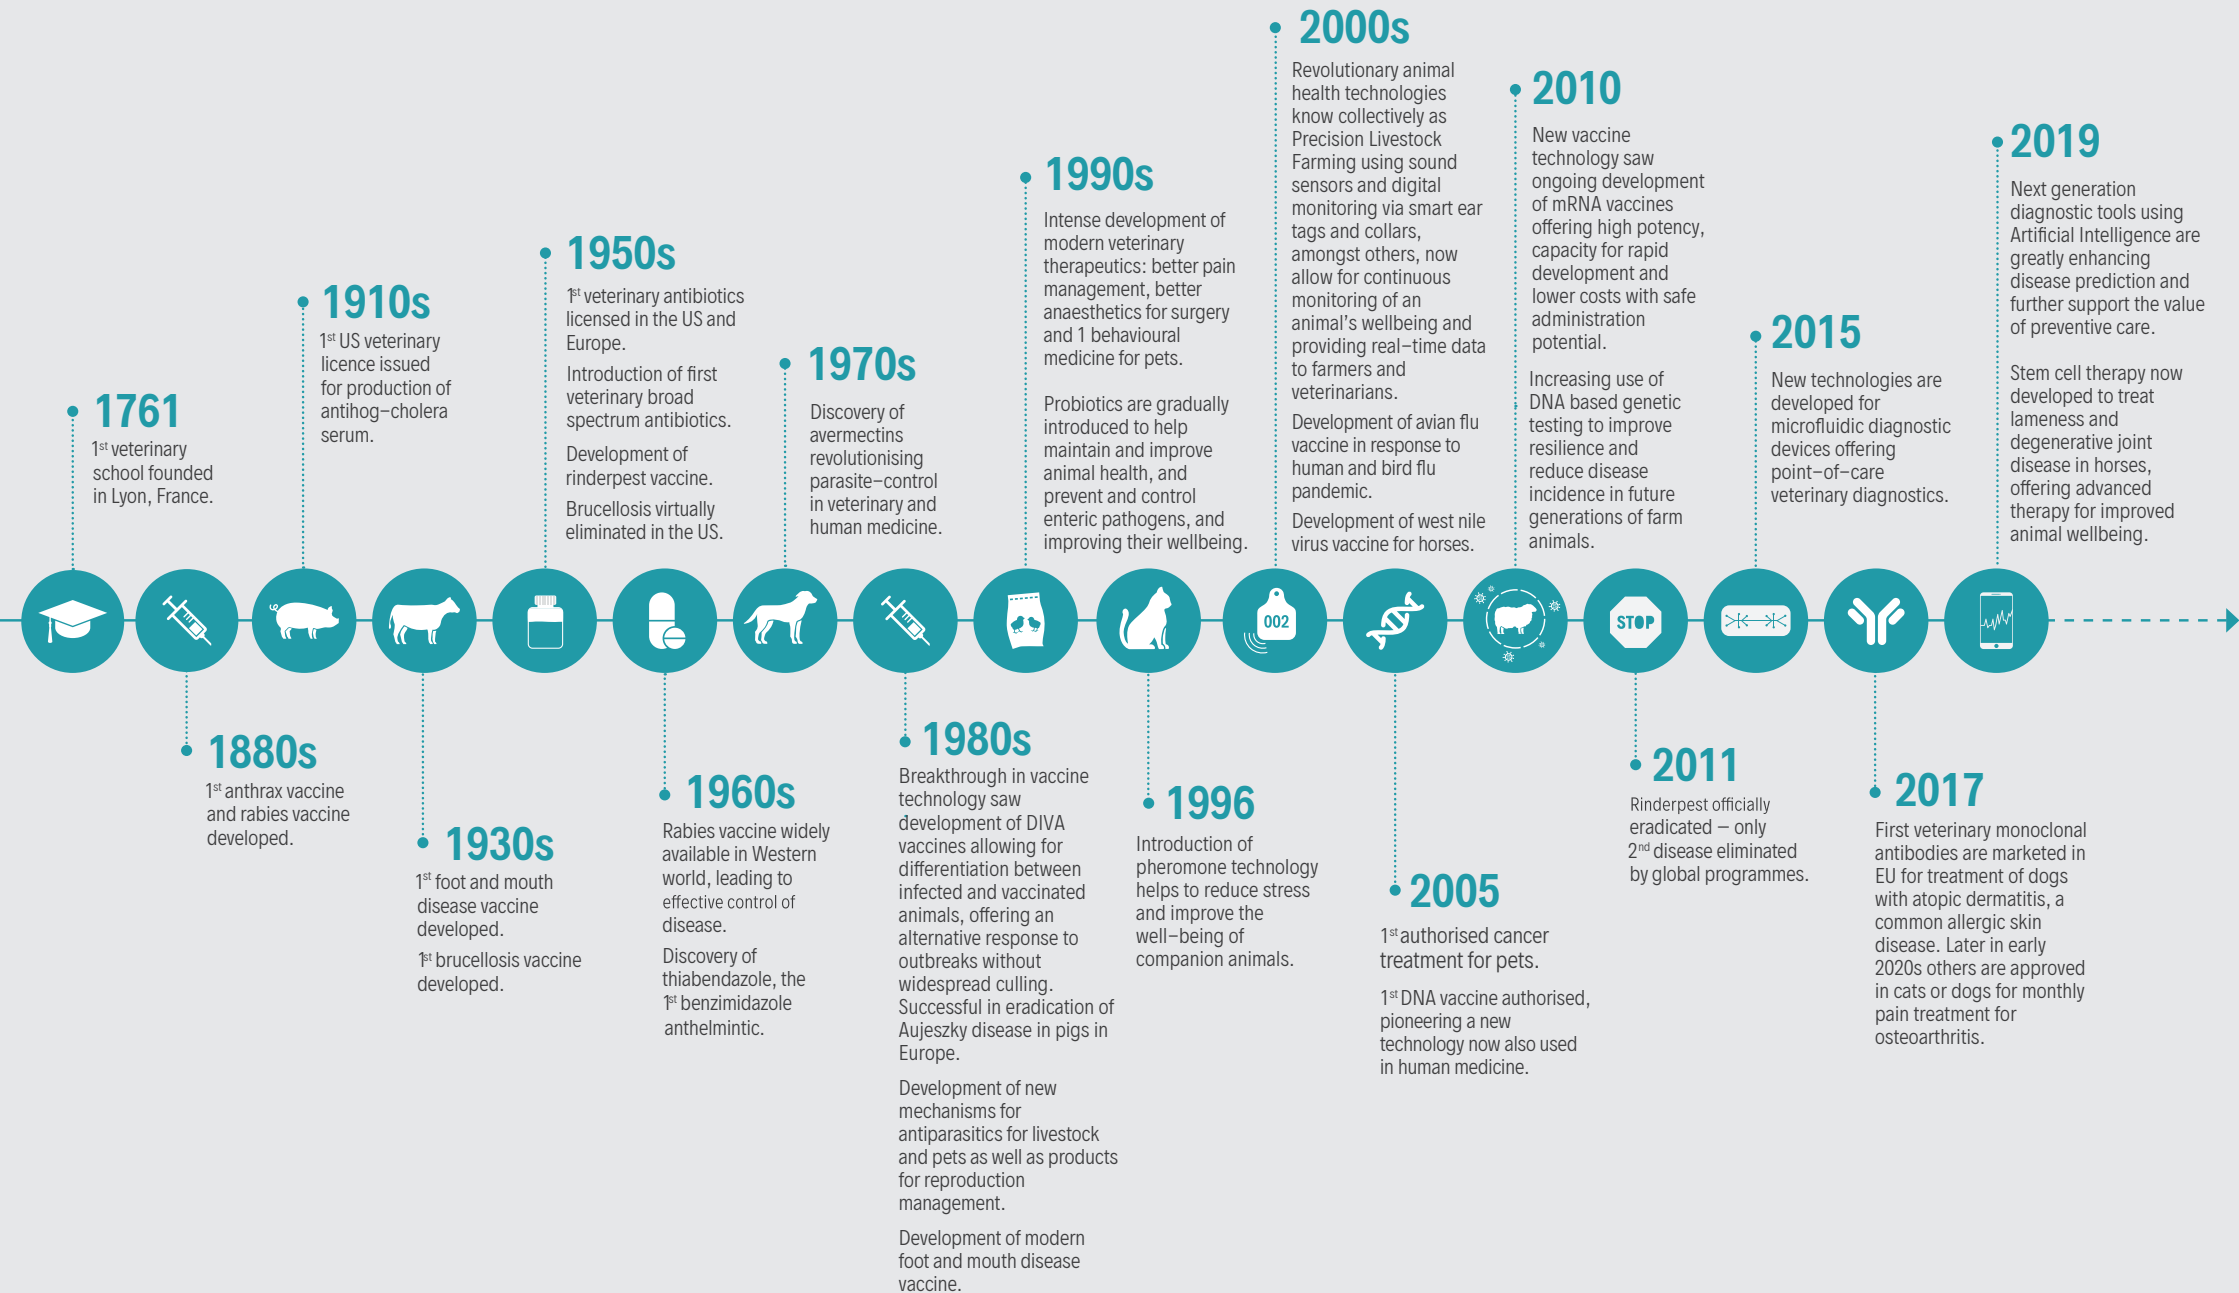 1761
1st veterinary
school founded
in Lyon, France.
1880s
1st anthrax vaccine
and rabies vaccine
developed.
1910s
1st US veterinary
licence issued
for production of
antihog-cholera
serum.
1930s
1st foot and mouth
disease vaccine
developed.
1st brucellosis vaccine
developed.
1950s
1st veterinary antibiotics
licensed in the US and
Europe.
Introduction of first
veterinary broad
spectrum antibiotics.
Development of
rinderpest vaccine.
Brucellosis virtually
eliminated in the US.
1960s
Rabies vaccine widely
available in Western
world, leading to
effective control of
disease.
Discovery of
thiabendazole, the
1st benzimidazole
anthelmintic.
1970s
Discovery of
avermectins
revolutionising
parasite-control
in veterinary and
human medicine.
1980s
Breakthrough in vaccine
technology saw
development of DIVA
vaccines allowing for
differentiation between
infected and vaccinated
animals, offering an
alternative response to
outbreaks without
widespread culling.
Successful in eradication of
Aujeszky disease in pigs in
Europe.
Development of new
mechanisms for
antiparasitics for livestock
and pets as well as products
for reproduction
management.
Development of modern
foot and mouth disease
vaccine.
1990s
Intense development of
modern veterinary
therapeutics: better pain
management, better
anaesthetics for surgery
and 1 behavioural
medicine for pets.
Probiotics are gradually
introduced to help
maintain and improve
animal health, and
prevent and control
enteric pathogens, and
improving their wellbeing.
1996
Introduction of
pheromone technology
helps to reduce stress
and improve the
well-being of
companion animals.
2000s
Revolutionary animal
health technologies
know collectively as
Precision Livestock
Farming using sound
sensors and digital
monitoring via smart ear
tags and collars,
amongst others, now
allow for continuous
monitoring of an
animal's wellbeing and
providing real-time data
to farmers and
veterinarians.
Development of avian flu
vaccine in response to
human and bird flu
pandemic.
Development of west nile
virus vaccine for horses.
002
2005
1st authorised cancer
treatment for pets.
1st DNA vaccine authorised,
pioneering a new
technology now also used
in human medicine.
2010
New vaccine
technology saw
ongoing development
of mRNA vaccines
offering high potency,
capacity for rapid
development and
lower costs with safe
administration
potential.
Increasing use of
DNA based genetic
testing to improve
resilience and
reduce disease
incidence in future
generations of farm
animals.
STOP
2011
Rinderpest officially
eradicated – only
2nd disease eliminated
by global programmes.
2015
New technologies are
developed for
microfluidic diagnostic
devices offering
point-of-care
veterinary diagnostics.
2017
First veterinary monoclonal
antibodies are marketed in
EU for treatment of dogs
with atopic dermatitis, a
common allergic skin
disease. Later in early
2020s others are approved
in cats or dogs for monthly
pain treatment for
osteoarthritis.
2019
Next generation
diagnostic tools using
Artificial Intelligence are
greatly enhancing
disease prediction and
further support the value
of preventive care.
Stem cell therapy now
developed to treat
lameness and
degenerative joint
disease in horses,
offering advanced
therapy for improved
animal wellbeing.